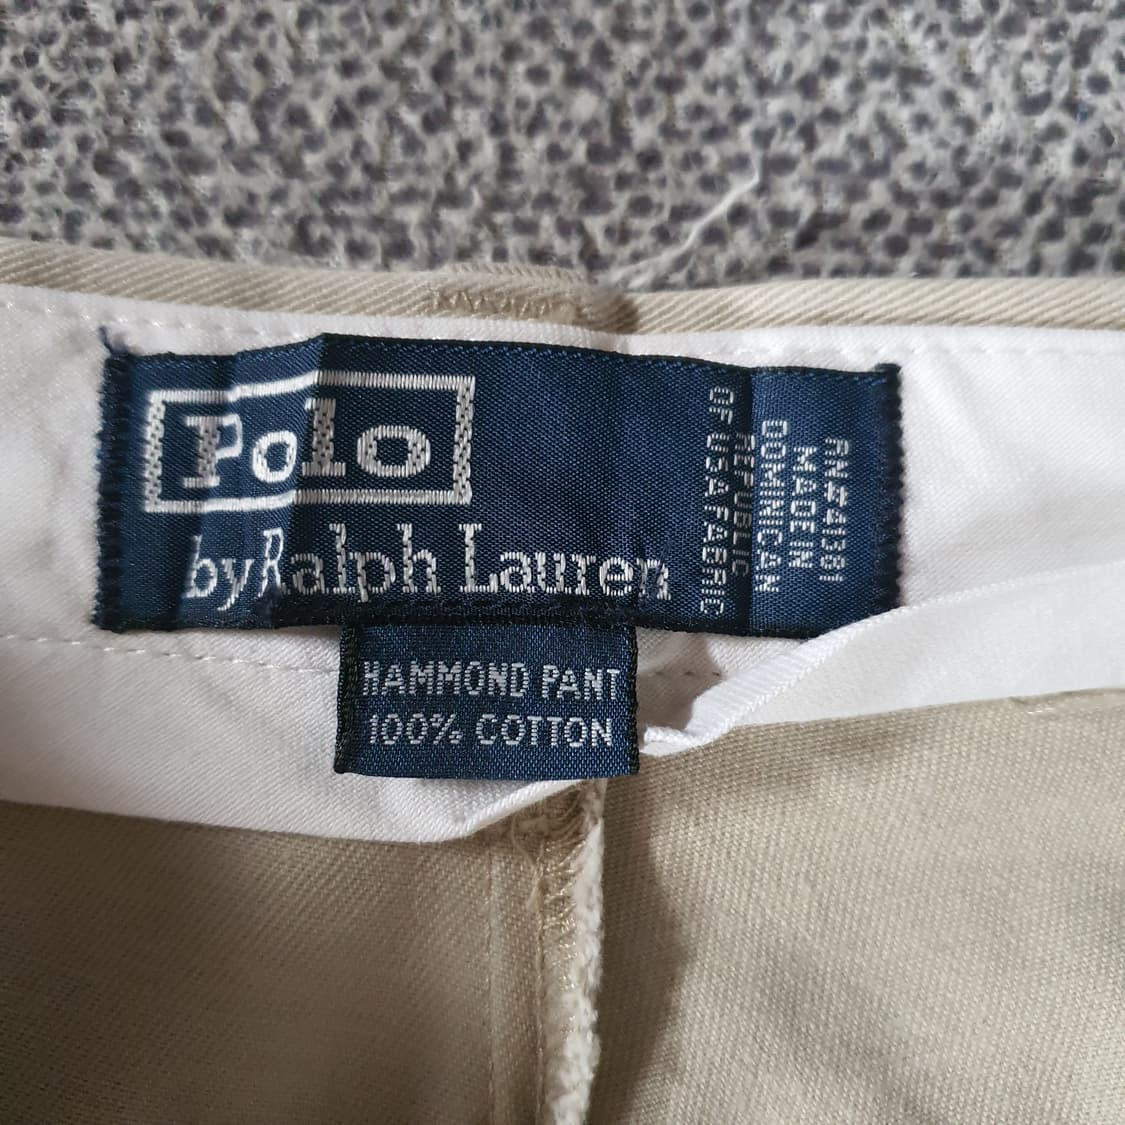 Polo
by Ralph Lauren
RN#41381
MADE IN
DOMINICAN
REPUBLIC
OF USA FABRIC
HAMMOND PANT
100% COTTON